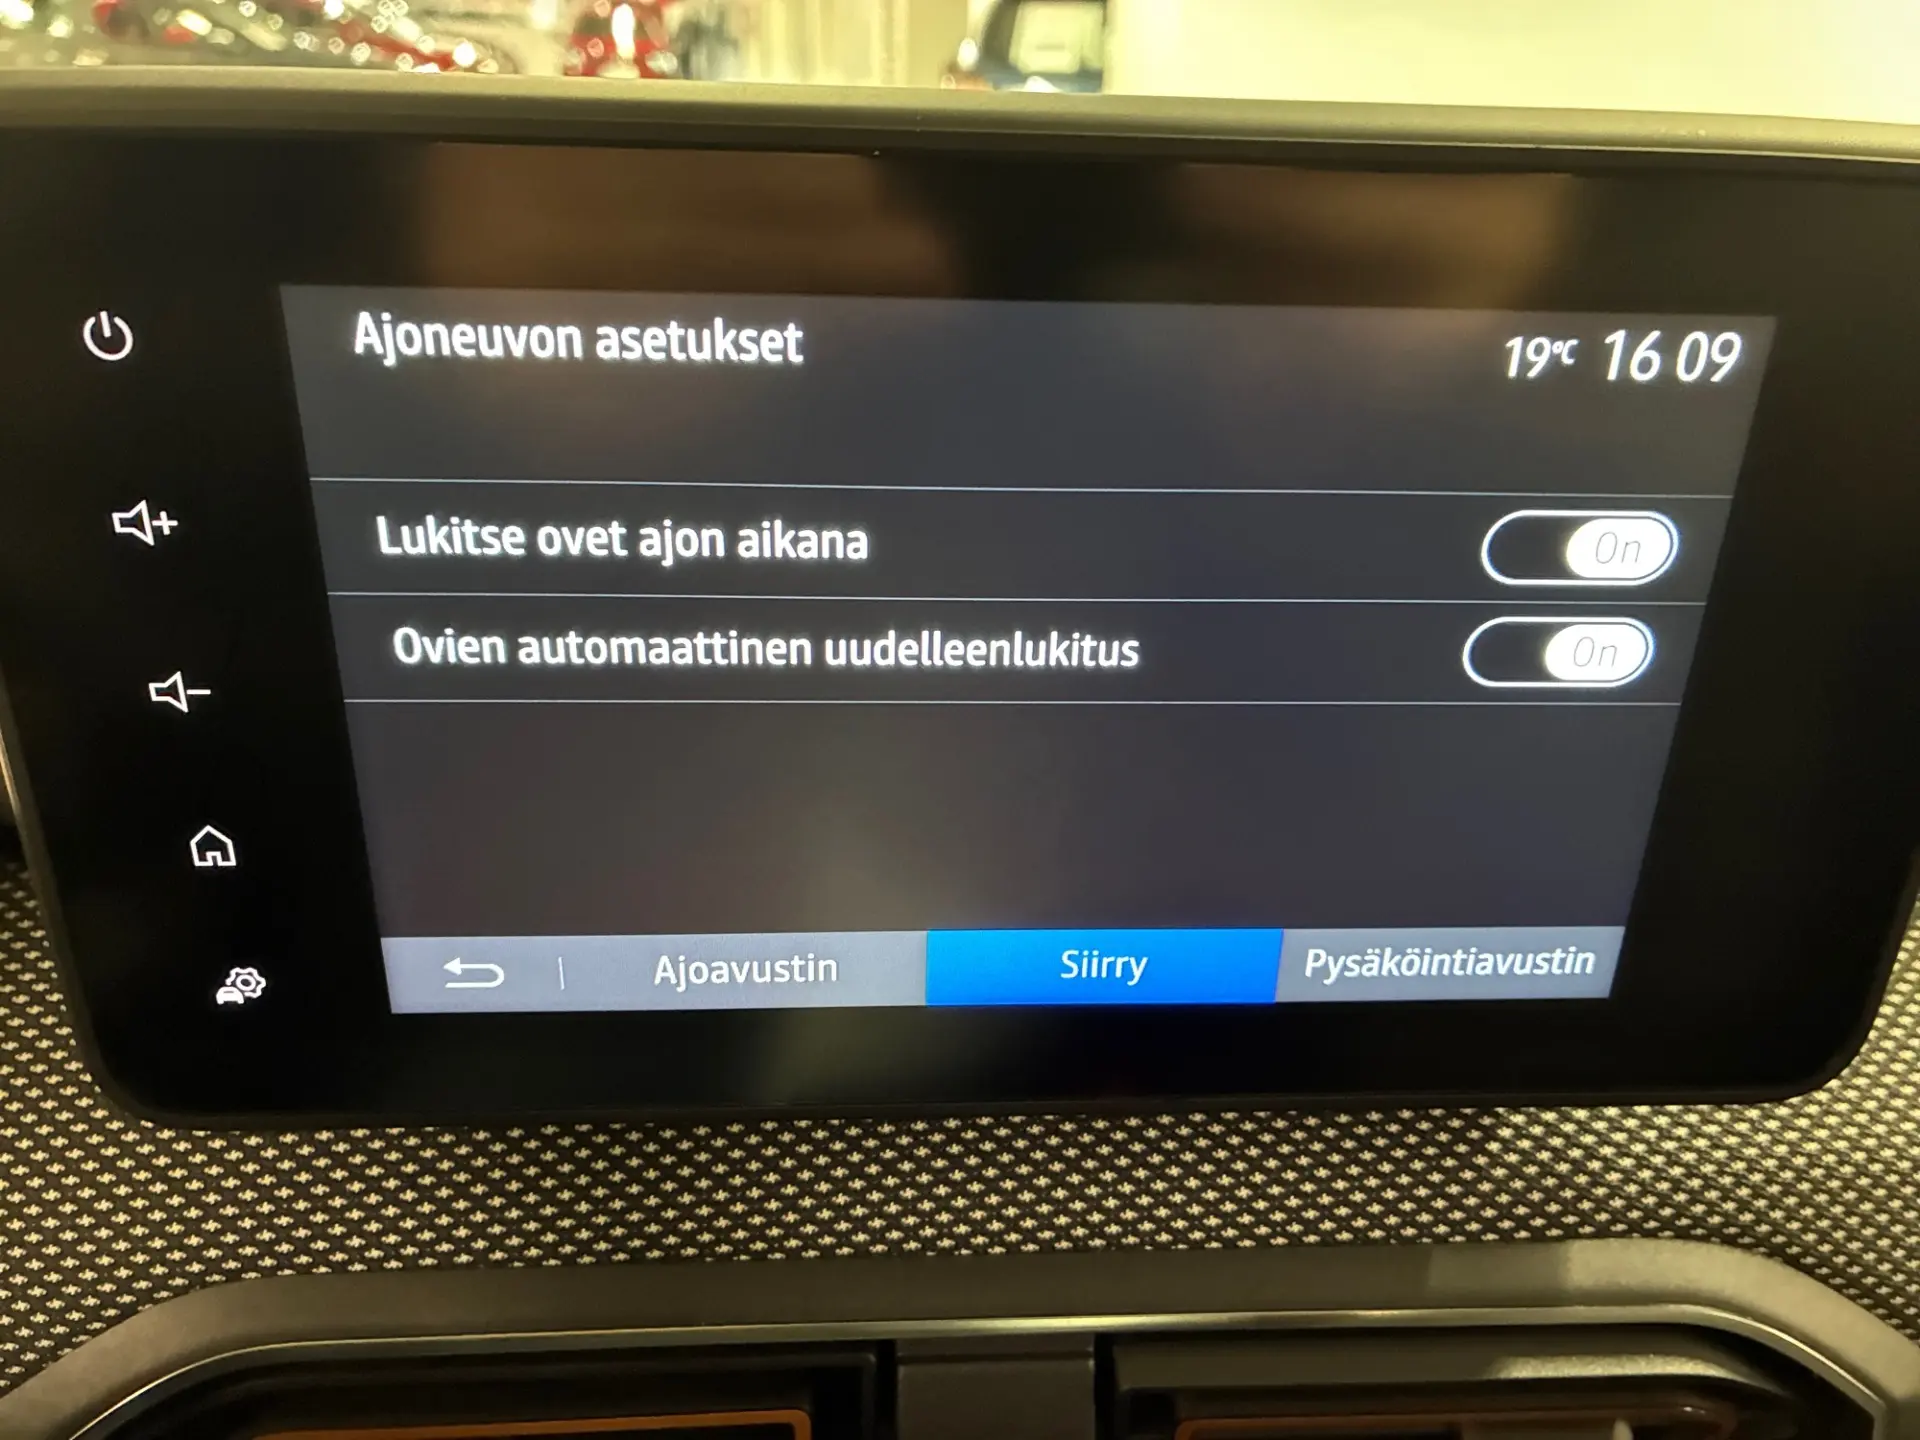 Ajoneuvon asetukset
19°C 16 09
Lukitse ovet ajon aikana
On
Ovien automaattinen uudelleenlukitus
On
Ajoavustin
Siirry
Pysäköintiavustin